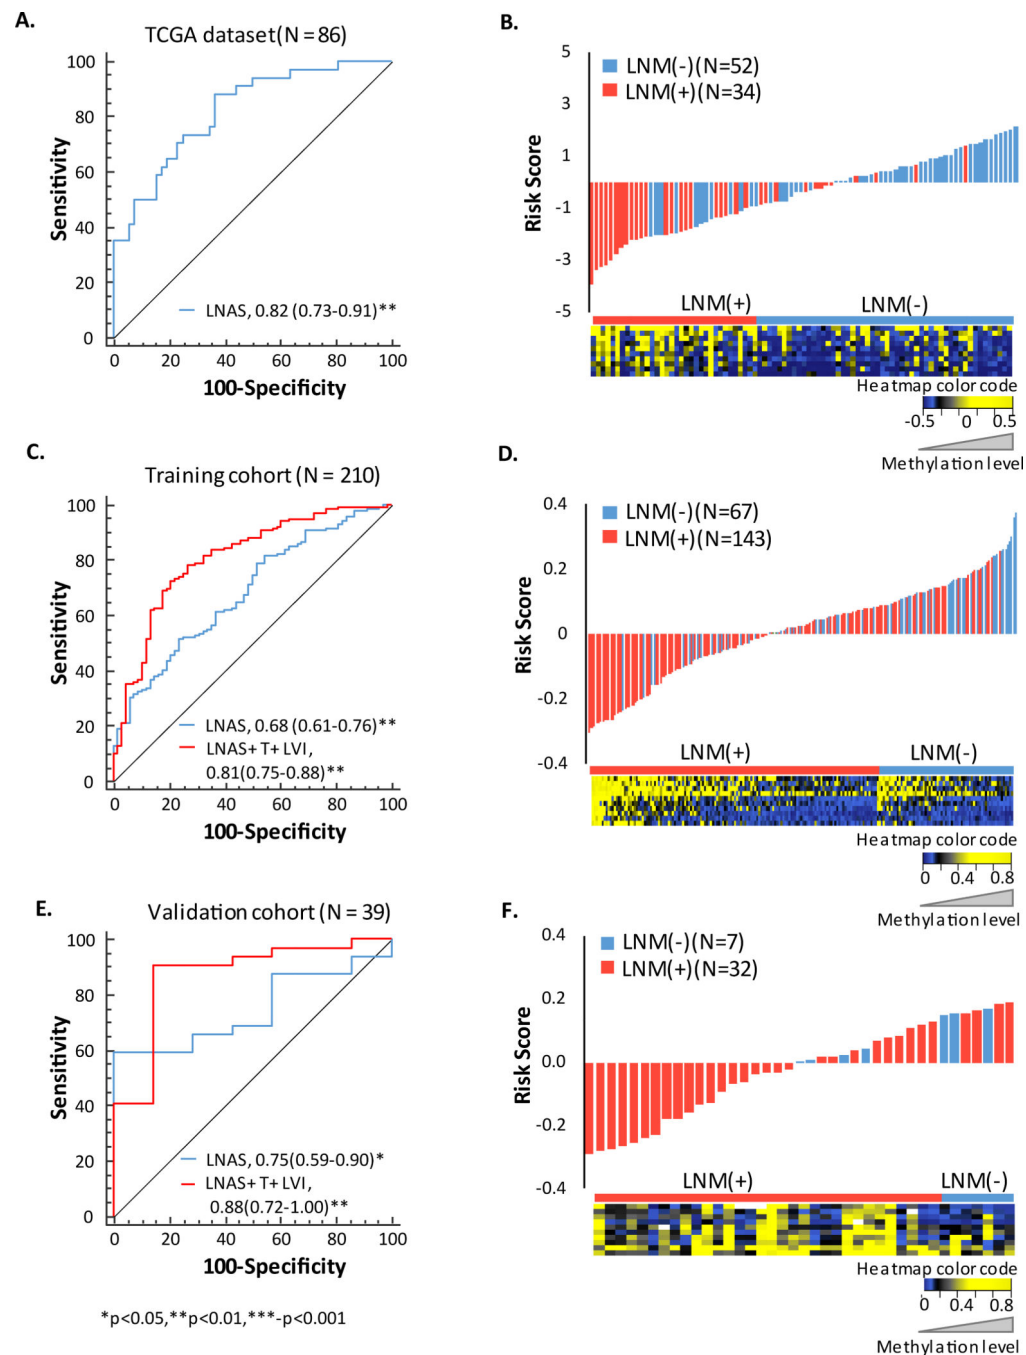 A.
TCGA dataset(N = 86)
100
80
60
40
20
0
Sensitivity
LNAS, 0.82 (0.73-0.91)**
0 20 40 60 80 100
100-Specificity
B.
5
3
1
-1
-3
-5
Risk Score
LNM(-)(N=52)
LNM(+)(N=34)
LNM(+) LNM(-)
Heatmap color code
-0.5 0 0.5
Methylation level
C.
Training cohort (N = 210)
100
80
60
40
20
0
Sensitivity
LNAS, 0.68 (0.61-0.76)**
LNAS+ T+ LVI,
0.81(0.75-0.88)**
0 20 40 60 80 100
100-Specificity
D.
0.4
0.2
0
-0.2
-0.4
Risk Score
LNM(-)(N=67)
LNM(+)(N=143)
LNM(+) LNM(-)
Heatmap color code
0 0.4 0.8
Methylation level
E.
Validation cohort (N = 39)
100
80
60
40
20
0
Sensitivity
LNAS, 0.75(0.59-0.90)*
LNAS+ T+ LVI,
0.88(0.72-1.00)**
0 20 40 60 80 100
100-Specificity
F.
0.4
0.2
0.0
-0.2
-0.4
Risk Score
LNM(-)(N=7)
LNM(+)(N=32)
LNM(+) LNM(-)
Heatmap color code
0 0.4 0.8
Methylation level
*p<0.05,**p<0.01,***-p<0.001